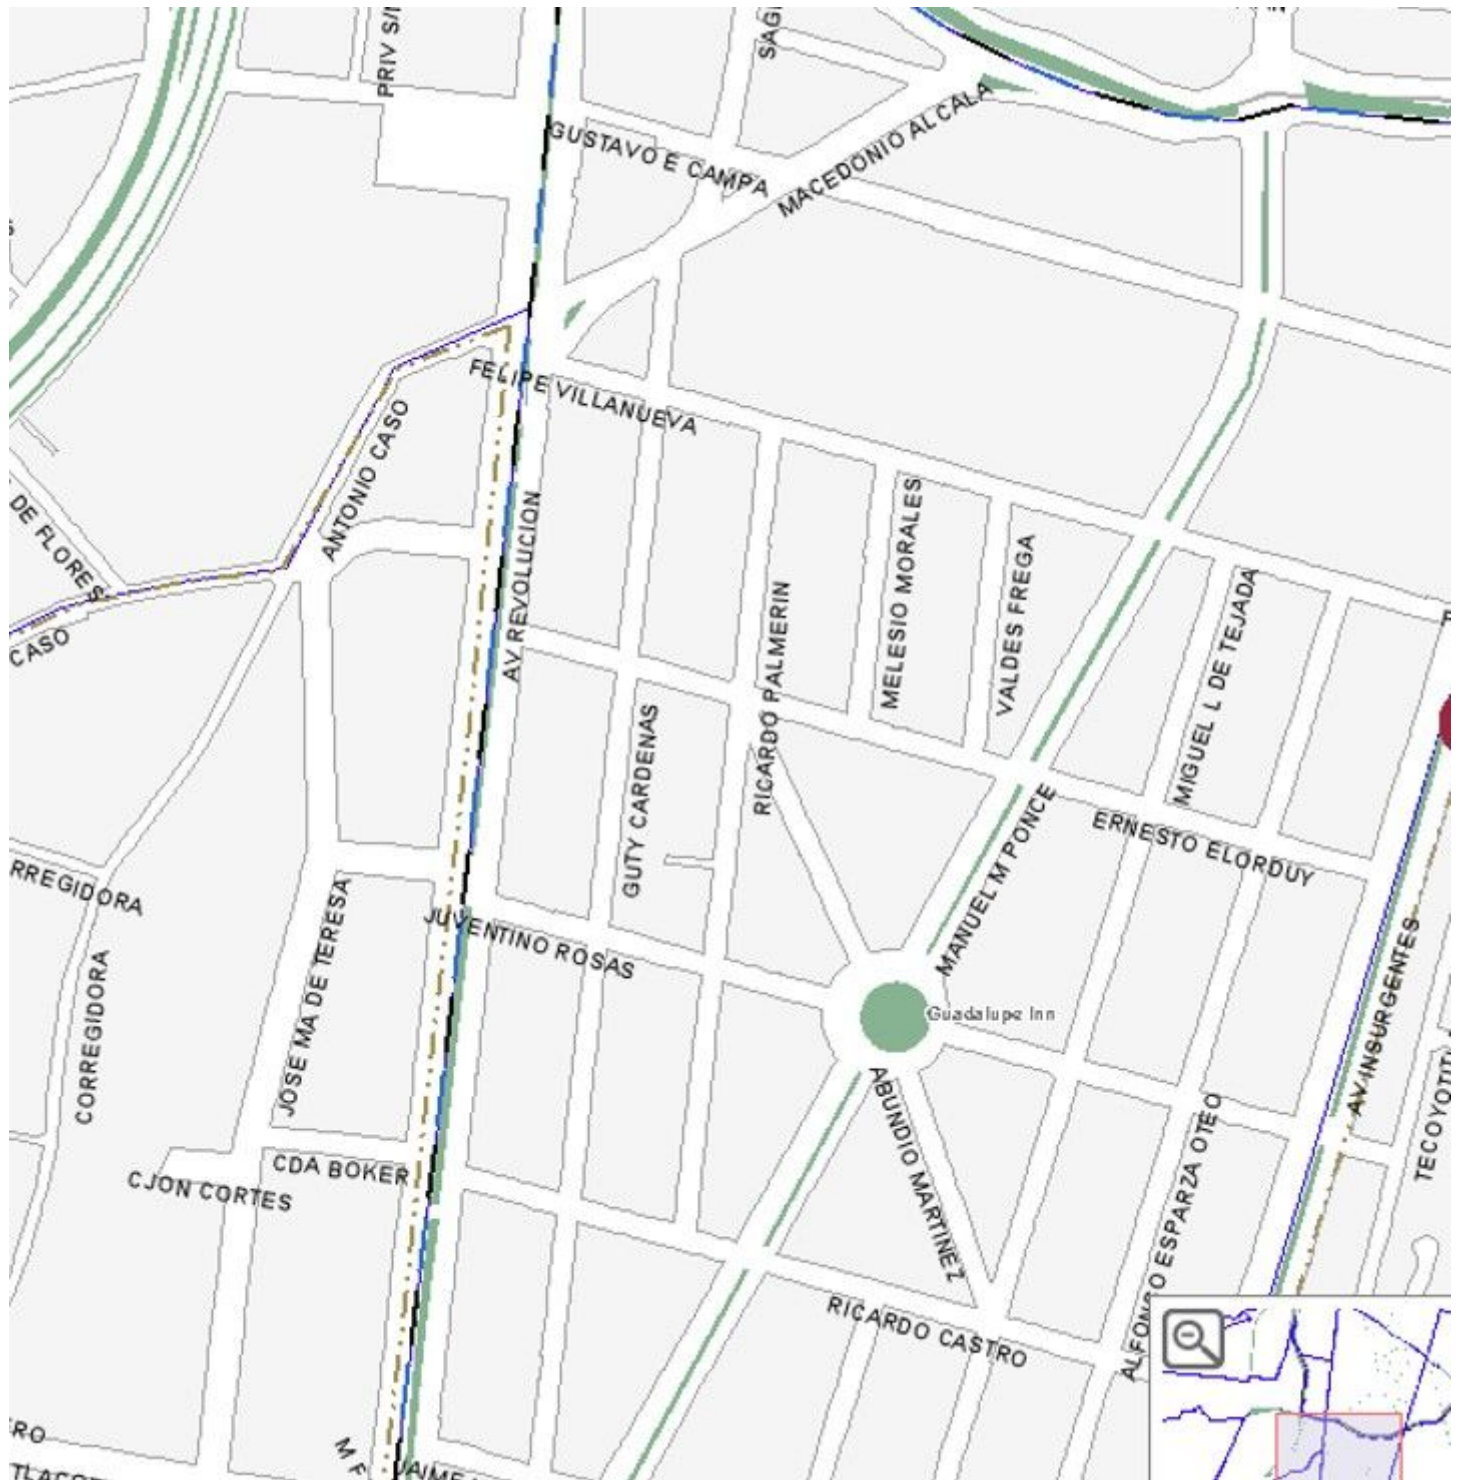 PRIV S/
SAG
GUSTAVO E CAMPA
MACEDONIO ALCALA
FELIPE VILLANUEVA
ANTONIO CASO
DE FLORES
CASO
AV REVOLUCION
MELESIO MORALES
VALDES FREGA
RICARDO PALMERIN
MIGUEL L DE TEJADA
GUTY CARDENAS
MANUEL M PONCE
ERNESTO ELORDUY
RREGIDORA
JUVENTINO ROSAS
JOSE MA DE TERESA
CORREGIDORA
Guadalupe Inn
AV INSURGENTES
TECOYOTIT
ABUNDIO MARTINEZ
ALFONSO ESPARZA OTEO
CDA BOKER
CJON CORTES
RICARDO CASTRO
RO
M F
JAIME